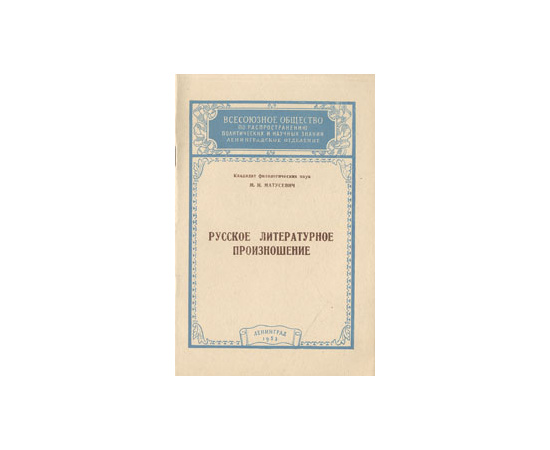 ВСЕСОЮЗНОЕ ОБЩЕСТВО
ПО РАСПРОСТРАНЕНИЮ
ПОЛИТИЧЕСКИХ И НАУЧНЫХ ЗНАНИЙ
ЛЕНИНГРАДСКОЕ ОТДЕЛЕНИЕ
Кандидат филологических наук
М. И. МАТУСЕВИЧ
РУССКОЕ ЛИТЕРАТУРНОЕ
ПРОИЗНОШЕНИЕ
ЛЕНИНГРАД